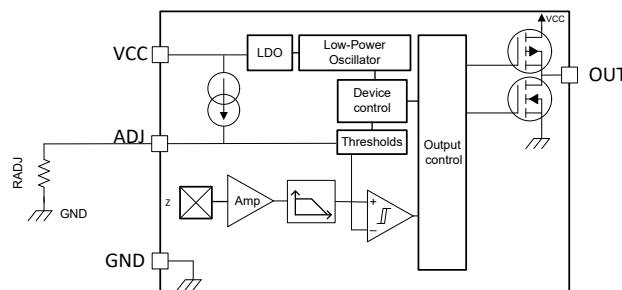 VCC
VCC
LDO
Low-Power
Oscillator
OUT
Device
control
ADJ
Thresholds
Output
control
RADJ
GND
z
Amp
+
−
GND